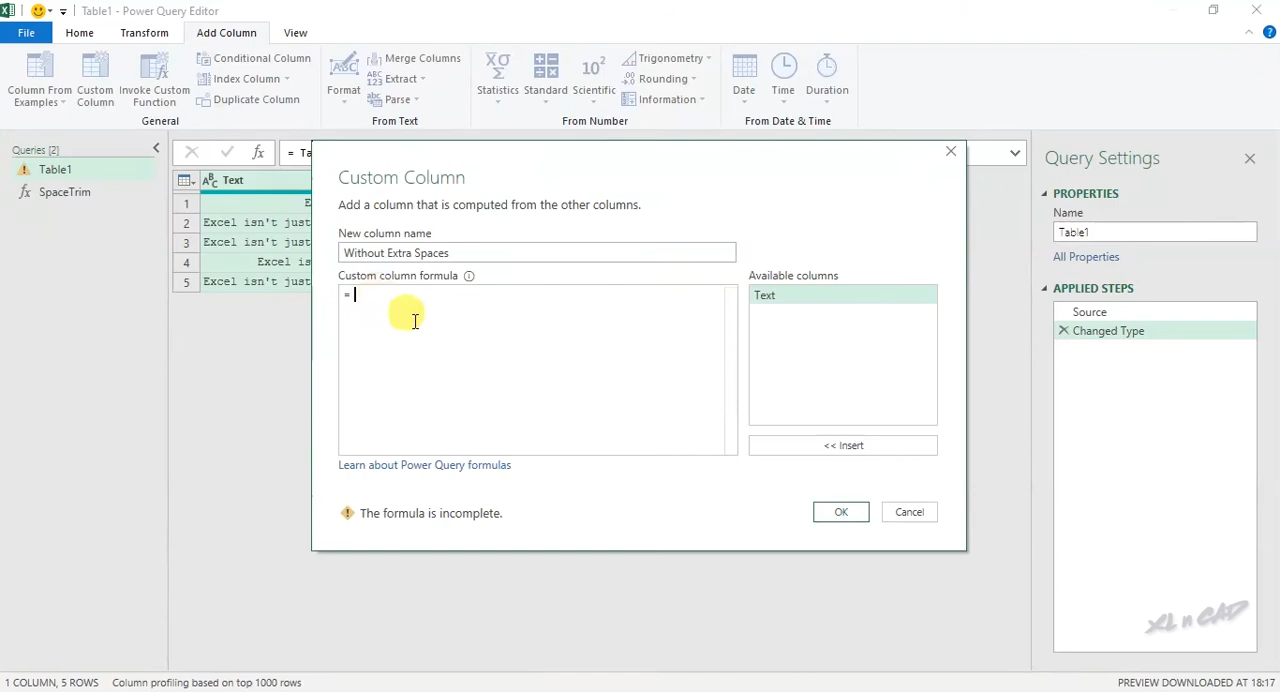 Table1 - Power Query Editor
File
Home
Transform
Add Column
View
Column From
Examples
Custom
Column
Invoke Custom
Function
Conditional Column
Index Column
Duplicate Column
General
Format
Merge Columns
Extract
Parse
From Text
Statistics
Standard
Scientific
Trigonometry
Rounding
Information
From Number
Date
Time
Duration
From Date & Time
Queries [2]
Table1
SpaceTrim
= Ta
Text
1
2 Excel isn't just
3 Excel isn't just
4 Excel is
5 Excel isn't just
Custom Column
Add a column that is computed from the other columns.
New column name
Without Extra Spaces
Custom column formula
=
Available columns
Text
<< Insert
Learn about Power Query formulas
The formula is incomplete.
OK
Cancel
Query Settings
PROPERTIES
Name
Table1
All Properties
APPLIED STEPS
Source
Changed Type
XL n CAD
1 COLUMN, 5 ROWS
Column profiling based on top 1000 rows
PREVIEW DOWNLOADED AT 18:17